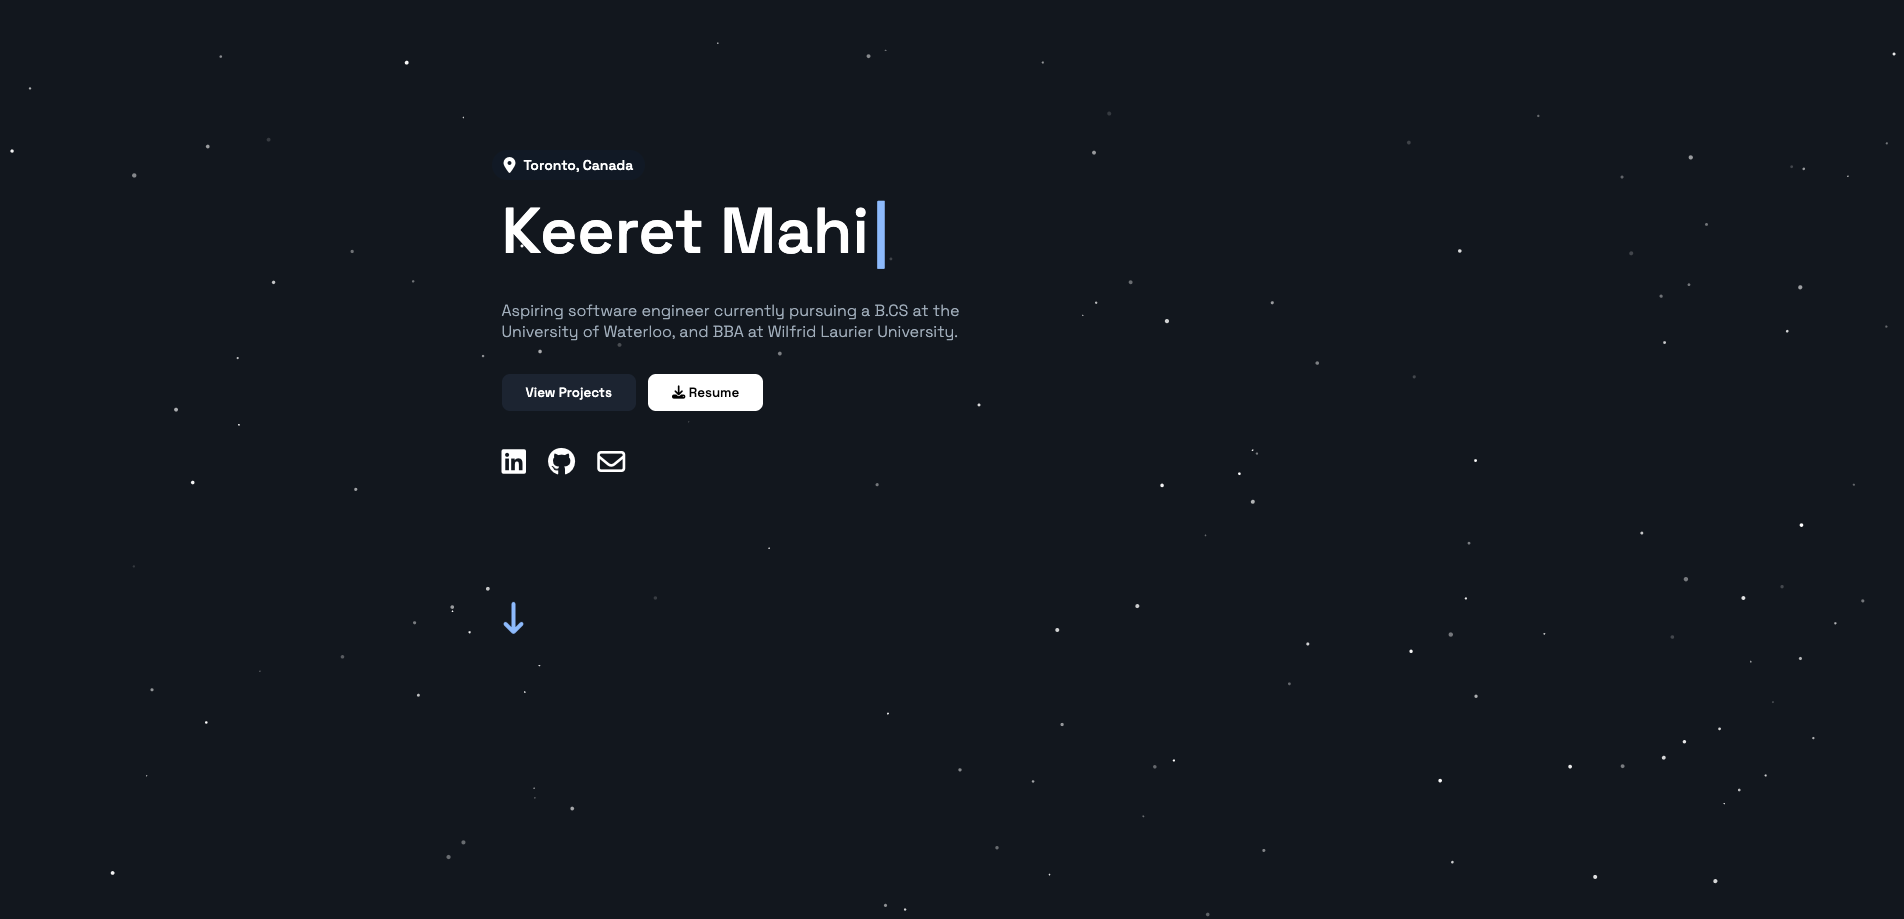 Toronto, Canada
Keeret Mahi
Aspiring software engineer currently pursuing a B.CS at the
University of Waterloo, and BBA at Wilfrid Laurier University.
View Projects
Resume
in